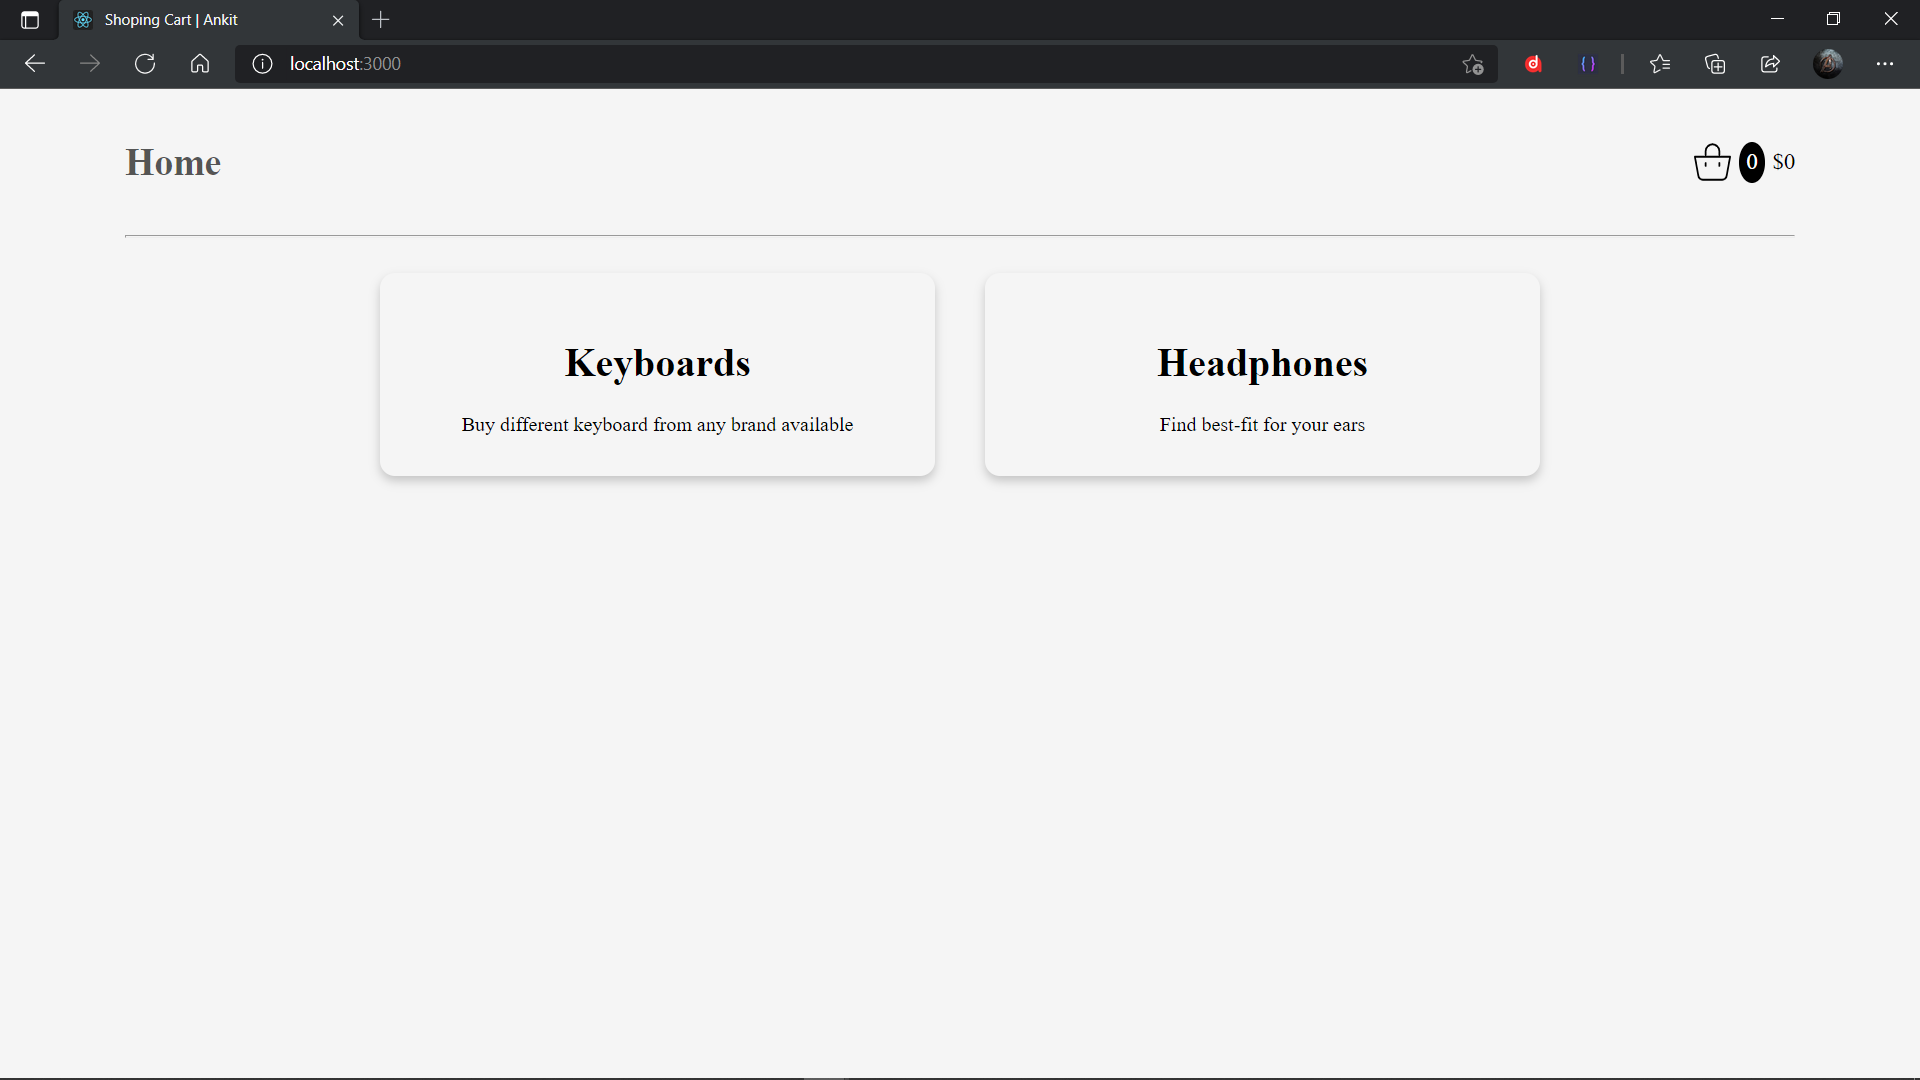 Shoping Cart | Ankit
localhost:3000
Home
0 $0
Keyboards
Buy different keyboard from any brand available
Headphones
Find best-fit for your ears